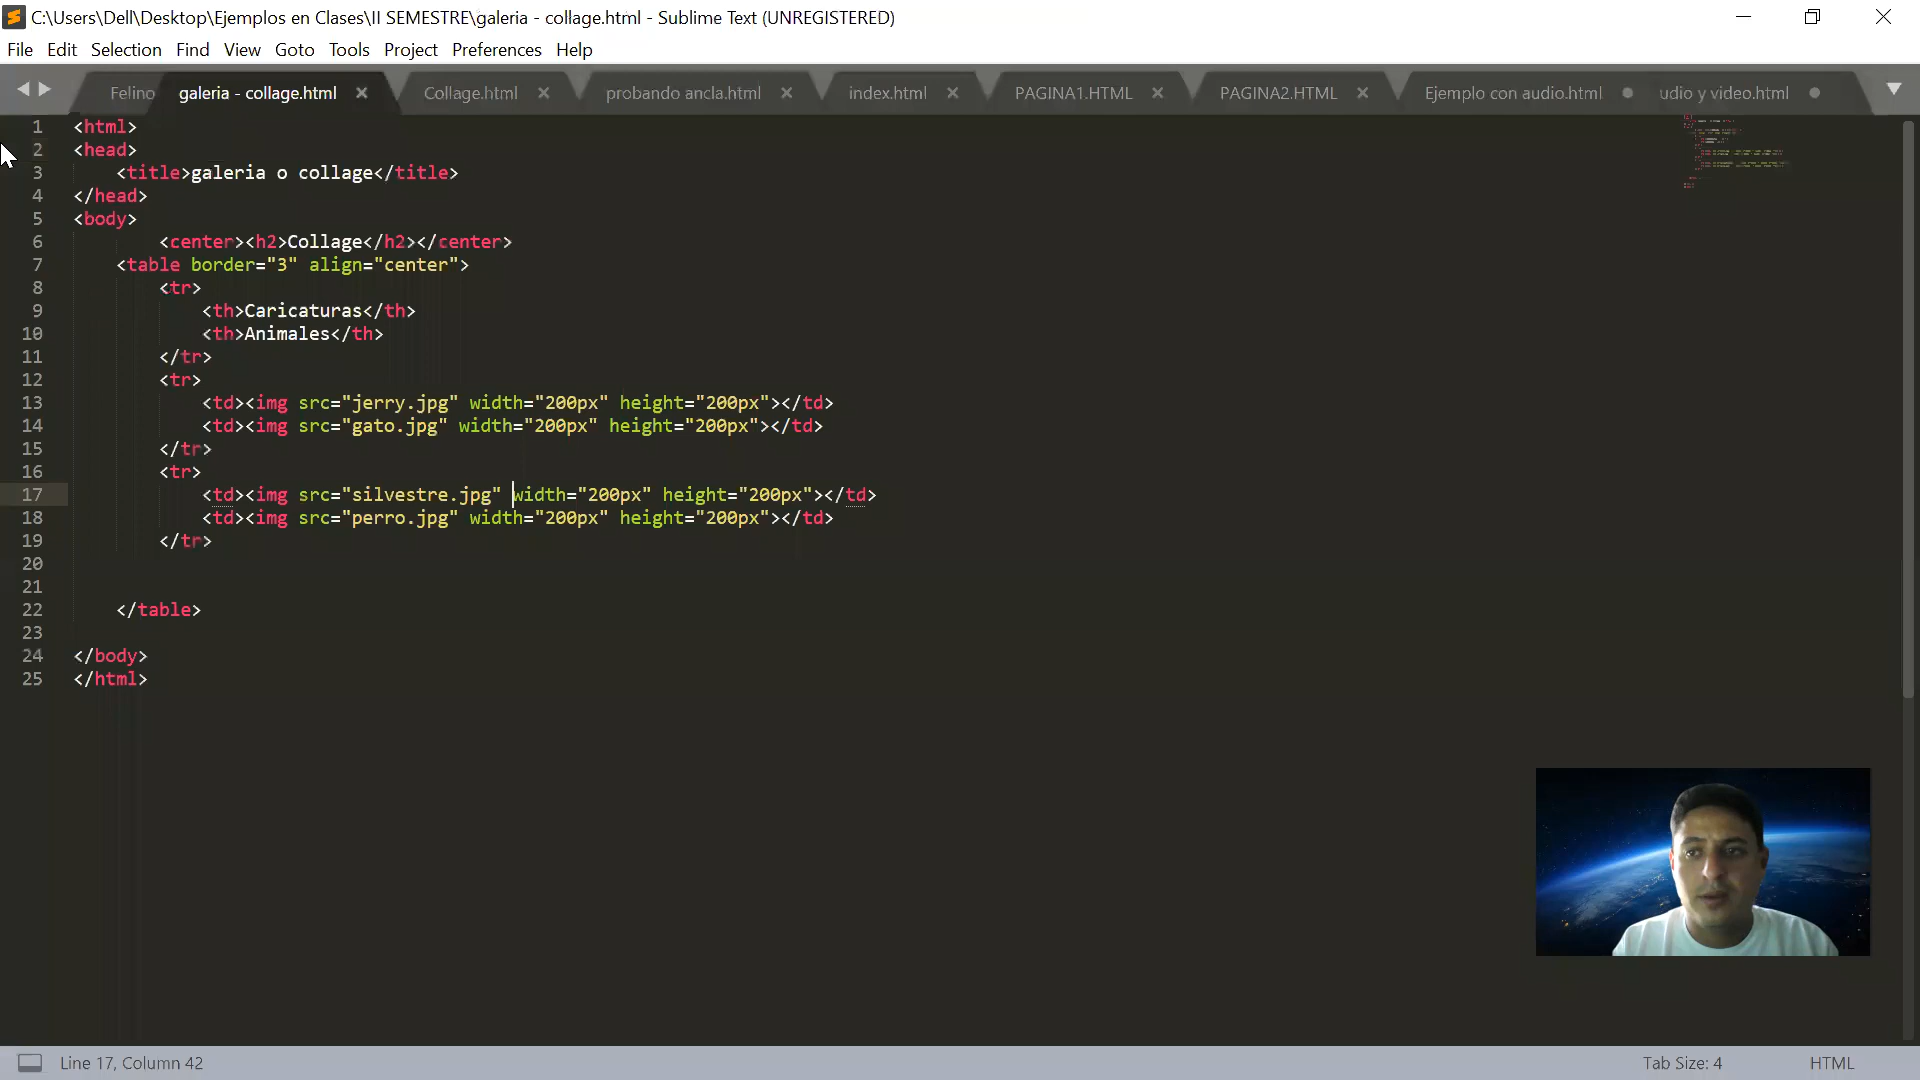 C:\Users\Dell\Desktop\Ejemplos en Clases\II SEMESTRE\galeria - collage.html - Sublime Text (UNREGISTERED)
File Edit Selection Find View Goto Tools Project Preferences Help
Felino galeria - collage.html Collage.html probando ancla.html index.html PAGINA1.HTML PAGINA2.HTML Ejemplo con audio.html udio y video.html
1 <html>
2 <head>
3 <title>galeria o collage</title>
4 </head>
5 <body>
6 <center><h2>Collage</h2></center>
7 <table border="3" align="center">
8 <tr>
9 <th>Caricaturas</th>
10 <th>Animales</th>
11 </tr>
12 <tr>
13 <td><img src="jerry.jpg" width="200px" height="200px"></td>
14 <td><img src="gato.jpg" width="200px" height="200px"></td>
15 </tr>
16 <tr>
17 <td><img src="silvestre.jpg" width="200px" height="200px"></td>
18 <td><img src="perro.jpg" width="200px" height="200px"></td>
19 </tr>
20
21
22 </table>
23
24 </body>
25 </html>
Line 17, Column 42 Tab Size: 4 HTML